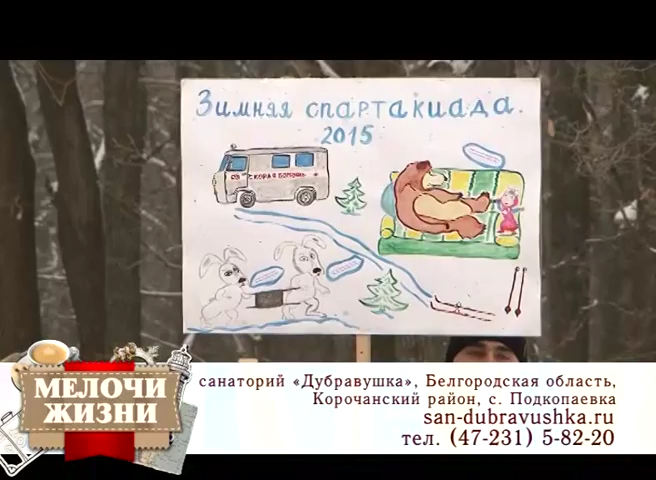 Зимняя спартакиада.
2015
СКОРАЯ ПОМОЩЬ
МЕЛОЧИ
ЖИЗНИ
санаторий «Дубравушка», Белгородская область,
Корочанский район, с. Подкопаевка
san-dubravushka.ru
тел. (47-231) 5-82-20